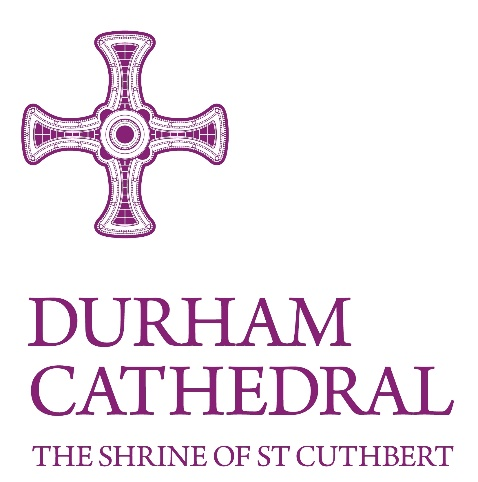 DURHAM
CATHEDRAL
THE SHRINE OF ST CUTHBERT